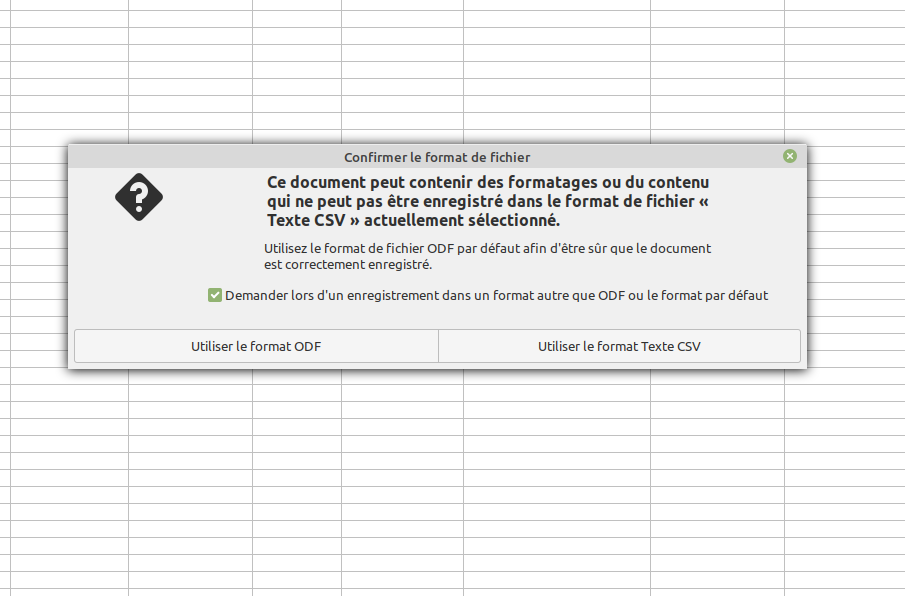 Confirmer le format de fichier
Ce document peut contenir des formatages ou du contenu
qui ne peut pas être enregistré dans le format de fichier «
Texte CSV » actuellement sélectionné.
Utilisez le format de fichier ODF par défaut afin d'être sûr que le document
est correctement enregistré.
Demander lors d'un enregistrement dans un format autre que ODF ou le format par défaut
Utiliser le format ODF
Utiliser le format Texte CSV